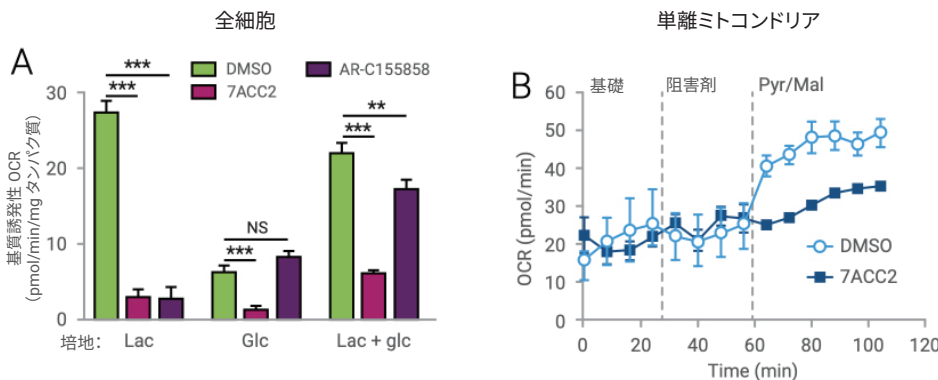 全細胞
単離ミトコンドリア
A
DMSO
AR-C155858
7ACC2
基質誘発性 OCR
(pmol/min/mg タンパク質)
30
20
10
0
***
***
NS
***
**
***
培地:
Lac
Glc
Lac + glc
B
基礎
阻害剤
Pyr/Mal
OCR (pmol/min)
60
50
40
30
20
10
0
DMSO
7ACC2
0 20 40 60 80 100 120
Time (min)